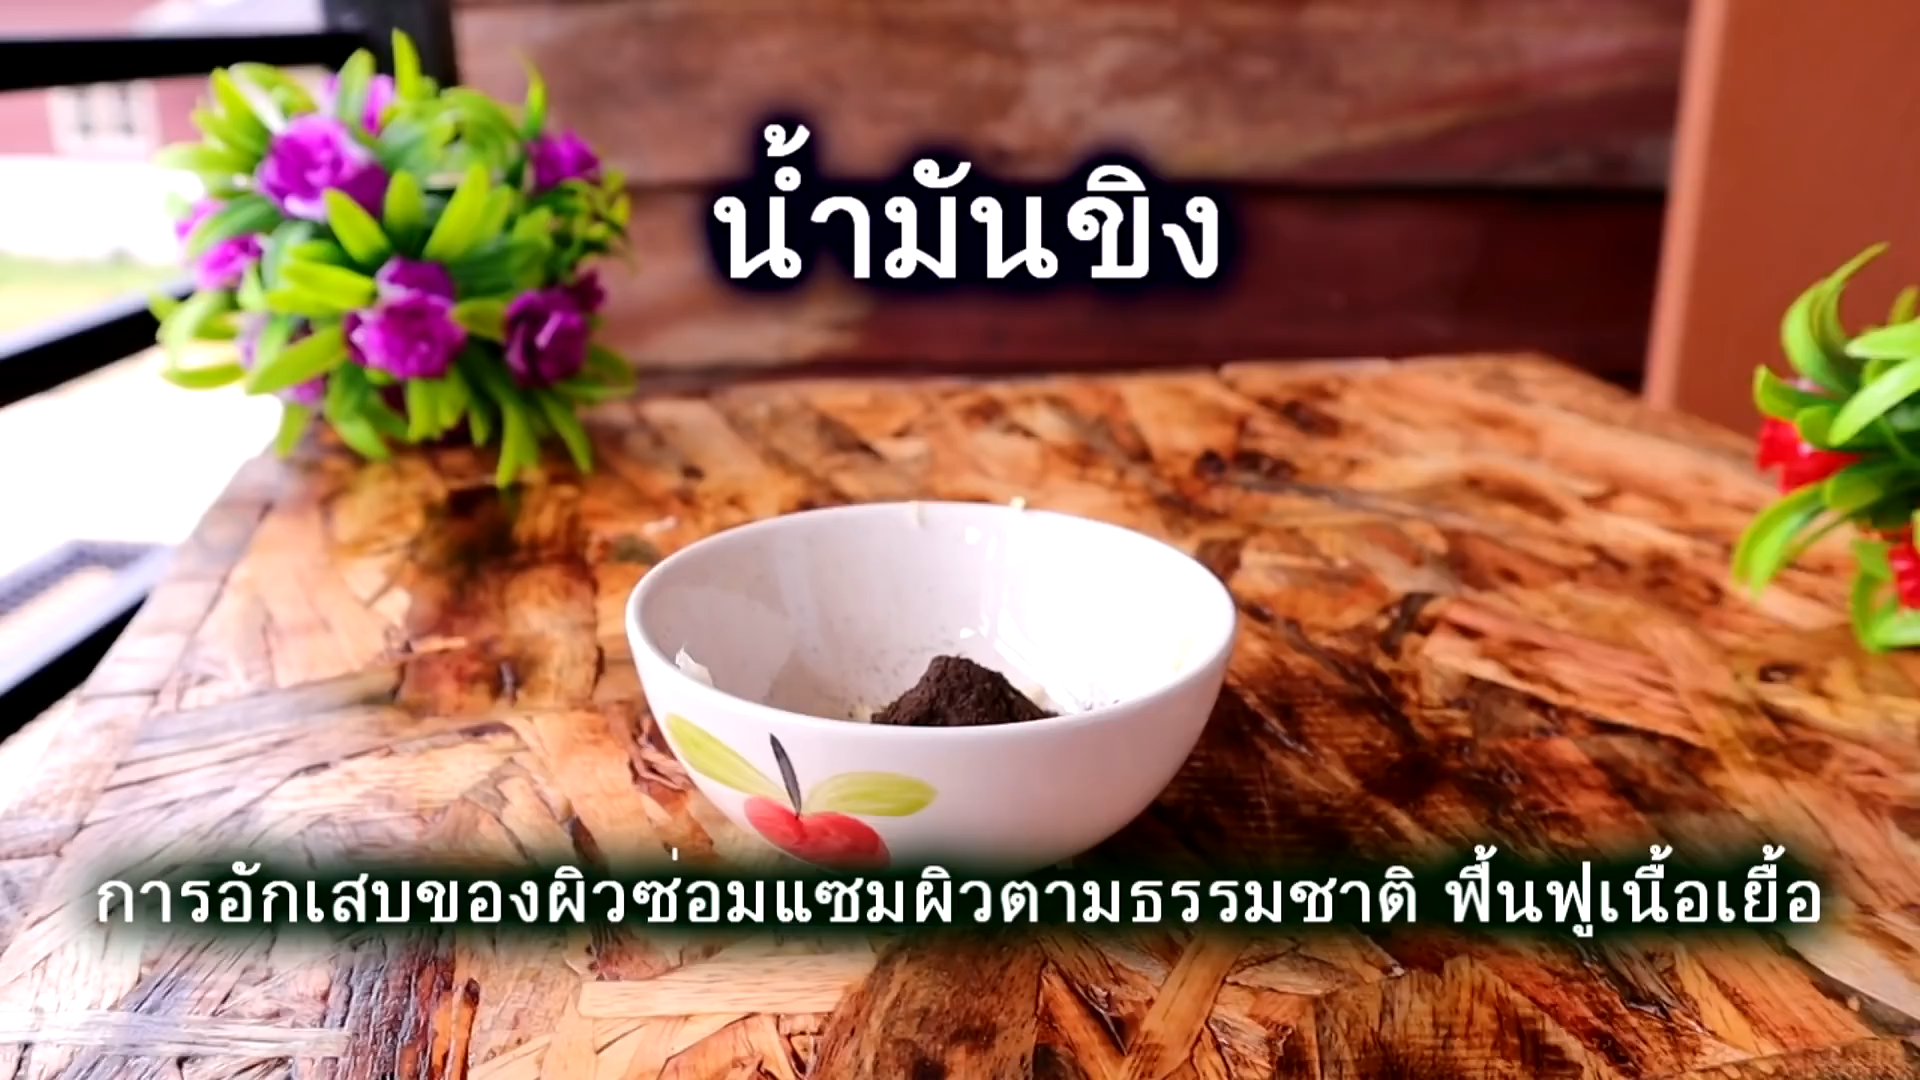 น้ำมันขิง
การอักเสบของผิวซ่อมแซมผิวตามธรรมชาติ ฟื้นฟูเนื้อเยื่อ